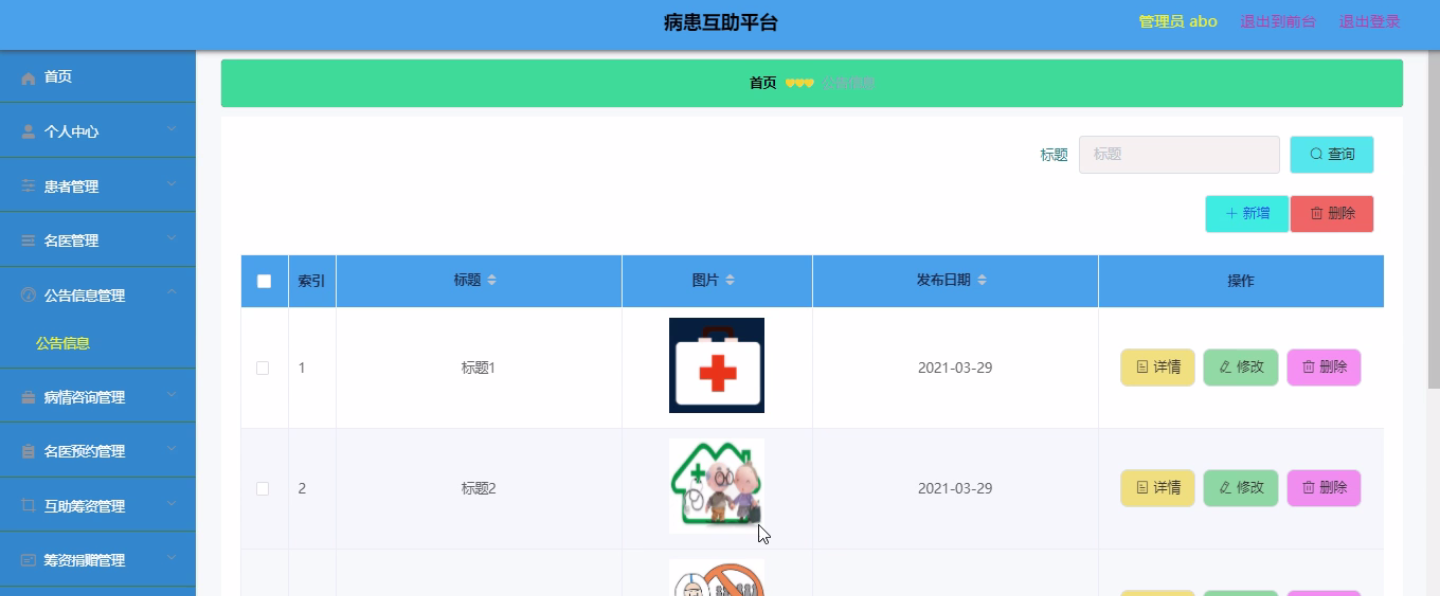 病患互助平台
管理员 abo 退出到前台 退出登录
首页
个人中心
患者管理
名医管理
公告信息管理
公告信息
病情咨询管理
名医预约管理
互助筹资管理
筹资捐赠管理
首页 公告信息
标题 标题 查询
新增 删除
索引 标题 图片 发布日期 操作
1 标题1 2021-03-29 详情 修改 删除
2 标题2 2021-03-29 详情 修改 删除